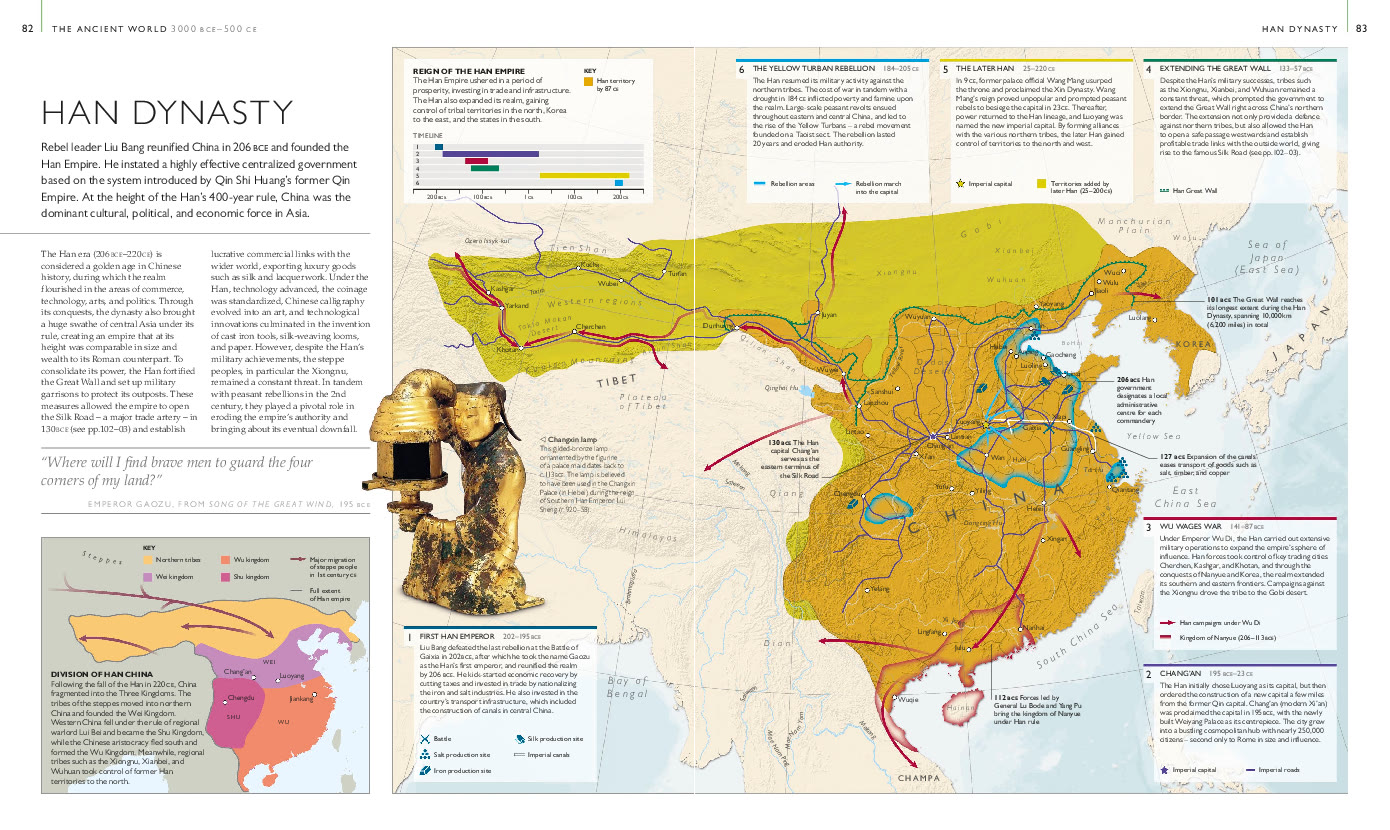 82
THE ANCIENT WORLD 3000 BCE–500 CE
HAN DYNASTY
83
HAN DYNASTY
Rebel leader Liu Bang reunified China in 206 BCE and founded the
Han Empire. He instated a highly effective centralized government
based on the system introduced by Qin Shi Huang's former Qin
Empire. At the height of the Han's 400-year rule, China was the
dominant cultural, political, and economic force in Asia.
The Han era (206 BCE–220 CE) is
considered a golden age in Chinese
history, during which the realm
flourished in the areas of commerce,
technology, arts, and politics. Through
its conquests, the dynasty also brought
a huge swathe of central Asia under its
rule, creating an empire that at its
height was comparable in size and
wealth to its Roman counterpart. To
consolidate its power, the Han fortified
the Great Wall and set up military
garrisons to protect its outposts. These
measures allowed the empire to open
the Silk Road – a major trade artery – in
130 BCE (see pp.102–03) and establish
lucrative commercial links with the
wider world, exporting luxury goods
such as silk and lacquerwork. Under the
Han, technology advanced, the coinage
was standardized, Chinese calligraphy
evolved into an art, and technological
innovations culminated in the invention
of cast iron tools, silk-weaving looms,
and paper. However, despite the Han's
military achievements, the steppe
peoples, in particular the Xiongnu,
remained a constant threat. In tandem
with peasant rebellions in the 2nd
century, they played a pivotal role in
eroding the empire's authority and
bringing about its eventual downfall.
"Where will I find brave men to guard the four
corners of my land?"
EMPEROR GAOZU, FROM SONG OF THE GREAT WIND, 195 BCE
Steppes
KEY
Northern tribes
Wei kingdom
Wu kingdom
Shu kingdom
Major migration
of steppe people
in 1st century CE
Full extent
of Han empire
WEI
Chang'an
Luoyang
Chengdu
Jiankang
SHU
WU
DIVISION OF HAN CHINA
Following the fall of the Han in 220 CE, China
fragmented into the Three Kingdoms. The
tribes of the steppes moved into northern
China and founded the Wei Kingdom.
Western China fell under the rule of regional
warlord Lui Bei and became the Shu Kingdom,
while the Chinese aristocracy fled south and
formed the Wu Kingdom. Meanwhile, regional
tribes such as the Xiongnu, Xianbei, and
Wuhuan took control of former Han
territories to the north.
REIGN OF THE HAN EMPIRE
The Han Empire ushered in a period of
prosperity, investing in trade and infrastructure.
The Han also expanded its realm, gaining
control of tribal territories in the north, Korea
to the east, and the states in the south.
KEY
Han territory
by 87 CE
TIMELINE
1
2
3
4
5
6
200 BCE
100 BCE
1 CE
100 CE
200 CE
6 THE YELLOW TURBAN REBELLION 184–205 CE
The Han resumed its military activity against the
northern tribes. The cost of war in tandem with a
drought in 184 CE inflicted poverty and famine upon
the realm. Large-scale peasant revolts ensued
throughout eastern and central China, and led to
the rise of the Yellow Turbans – a rebel movement
founded on a Taoist sect. The rebellion lasted
20 years and eroded Han authority.
Rebellion areas
Rebellion march
into the capital
5 THE LATER HAN 25–220 CE
In 9 CE, former palace official Wang Mang usurped
the throne and proclaimed the Xin Dynasty. Wang
Mang's reign proved unpopular and prompted peasant
rebels to besiege the capital in 23 CE. Thereafter,
power returned to the Han lineage, and Luoyang was
named the new imperial capital. By forming alliances
with the various northern tribes, the later Han gained
control of territories to the north and west.
Imperial capital
Territories added by
later Han (25–200 CE)
4 EXTENDING THE GREAT WALL 133–57 BCE
Despite the Han's military successes, tribes such
as the Xiongnu, Xianbei, and Wuhuan remained a
constant threat, which prompted the government to
extend the Great Wall right across China's northern
border. The extension not only provided a defence
against northern tribes, but also allowed the Han
to open a safe passage westwards and establish
profitable trade links with the outside world, giving
rise to the famous Silk Road (see pp.102–03).
Han Great Wall
Ozero Issyk-kul'
Tien Shan
Kucha
Turfan
Wubei
Kashgar
Tarim
Yarkand
Western regions
Takla Makan
Desert
Cherchen
Khotan
Kunlun Mountains
TIBET
Plateau
of Tibet
Dunhuang
Juyan
Qilian Shan
Qinghai Hu
Wuwei
Gobi
Xiongnu
Xianbei
Wuhuan
Manchurian
Plain
Sea of
Japan
(East Sea)
JAPAN
Wuyuan
Yaoyang
Wuci
Wulu
Taoli
Luolang
KOREA
Bo Hai
Gaocheng
Sanshui
Lanzhou
Lintao
Luoyang
Xi'an
Wan
Yellow Sea
East
China Sea
CHINA
Qiang
Chengdu
Himalayas
Brahmaputra
Salween
Mekong
Yelang
Xingan
Dongting Hu
Dian
Lingfang
Nanhai
Julu
Hainan
Wuqie
CHAMPA
Taiwan
South China Sea
Bay of
Bengal
101 BCE The Great Wall reaches
its longest extent during the Han
Dynasty, spanning 10,000km
(6,200 miles) in total
206 BCE Han
government
designates a local
administrative
centre for each
commandery
127 BCE Expansion of the canals
eases transport of goods such as
salt, timber, and copper
130 BCE The Han
capital Chang'an
serves as the
eastern terminus of
the Silk Road
112 BCE Forces led by
General Lu Bode and Yang Pu
bring the kingdom of Nanyue
under Han rule
◁ Changxin lamp
This gilded-bronze lamp
ornamented by the figurine
of a palace maid dates back to
c.113 BCE. The lamp is believed
to have been used in the Changxin
Palace (in Hebei) during the reign
of Southern Han Emperor Lui
1 FIRST HAN EMPEROR 202–195 BCE
Liu Bang defeated the last rebellion at the Battle of
Gaixia in 202 BCE, after which he took the name Gaozu
as the Han's first emperor, and reunified the realm
by 206 BCE. He kick-started economic recovery by
cutting taxes and invested in trade by nationalizing
the iron and salt industries. He also invested in the
country's transport infrastructure, which included
the construction of canals in central China.
Battle
Salt production site
Iron production site
Silk production site
Imperial canals
3 WU WAGES WAR 141–87 BCE
Under Emperor Wu Di, the Han carried out extensive
military operations to expand the empire's sphere of
influence. Han forces took control of key trading cities
Cherchen, Kashgar, and Khotan, and through the
conquests of Nanyue and Korea, the realm extended
its southern and eastern frontiers. Campaigns against
the Xiongnu drove the tribe to the Gobi desert.
Han campaigns under Wu Di
Kingdom of Nanyue (206–113 BCE)
2 CHANG'AN 195 BCE–23 CE
The Han initially chose Luoyang as its capital, but then
ordered the construction of a new capital a few miles
from the former Qin capital. Chang'an (modern Xi'an)
was proclaimed the capital in 195 BCE, with the newly
built Weiyang Palace as its centrepiece. The city grew
into a bustling cosmopolitan hub with nearly 250,000
citizens – second only to Rome in size and influence.
Imperial capital
Imperial roads